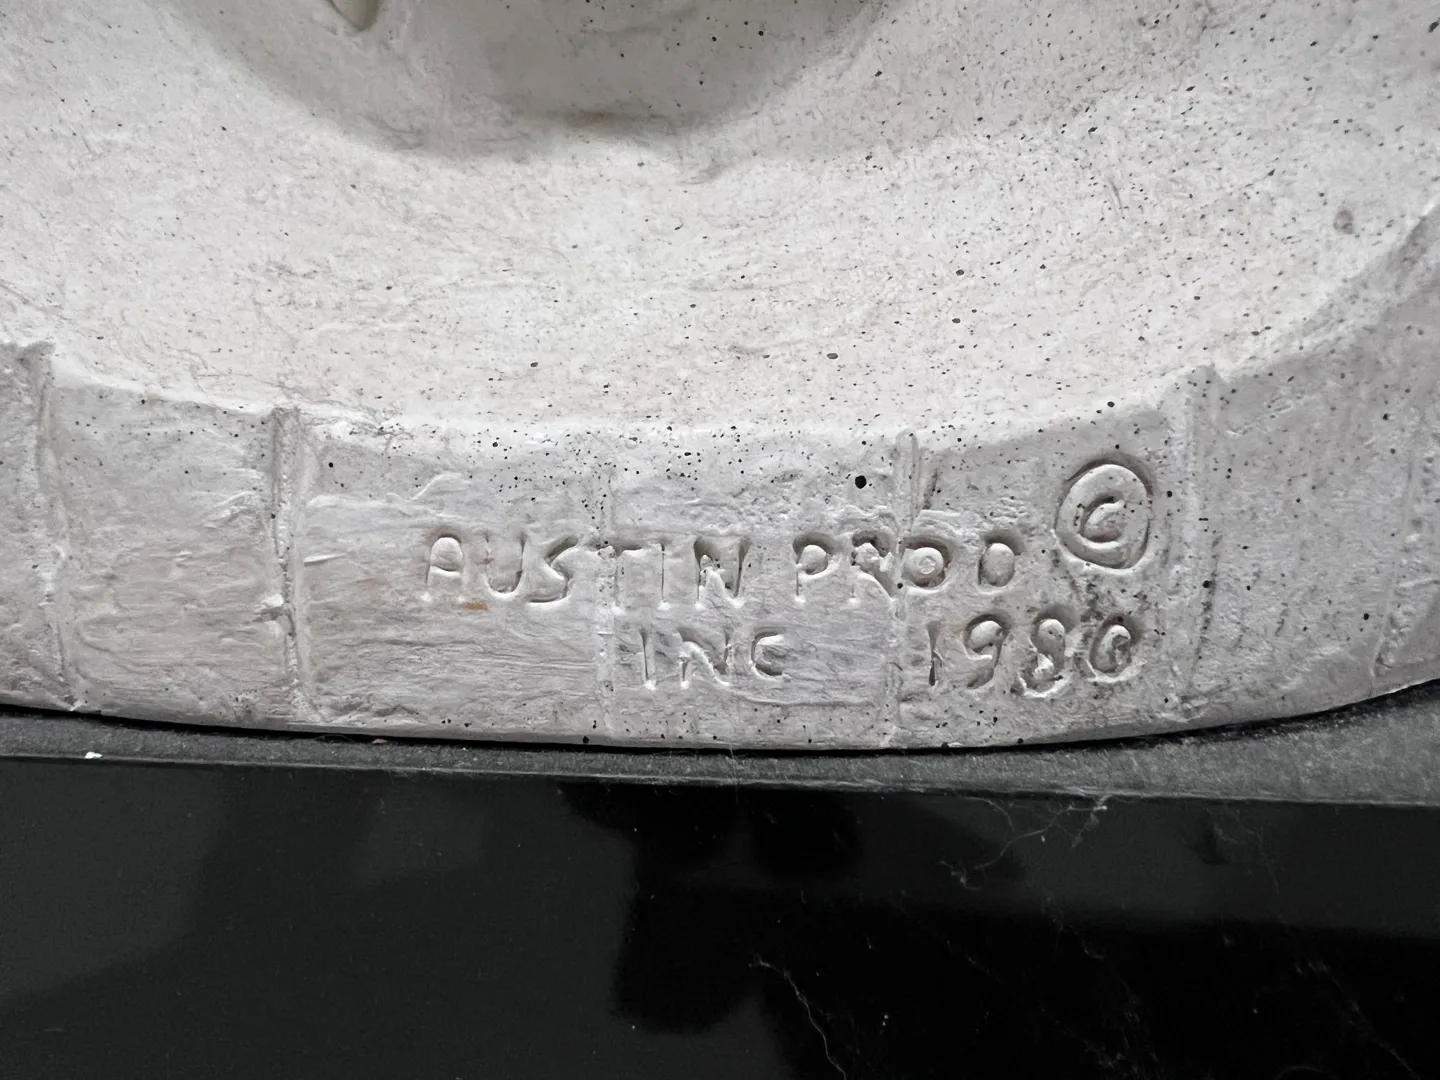 AUSTIN PROD ©
INC 1980